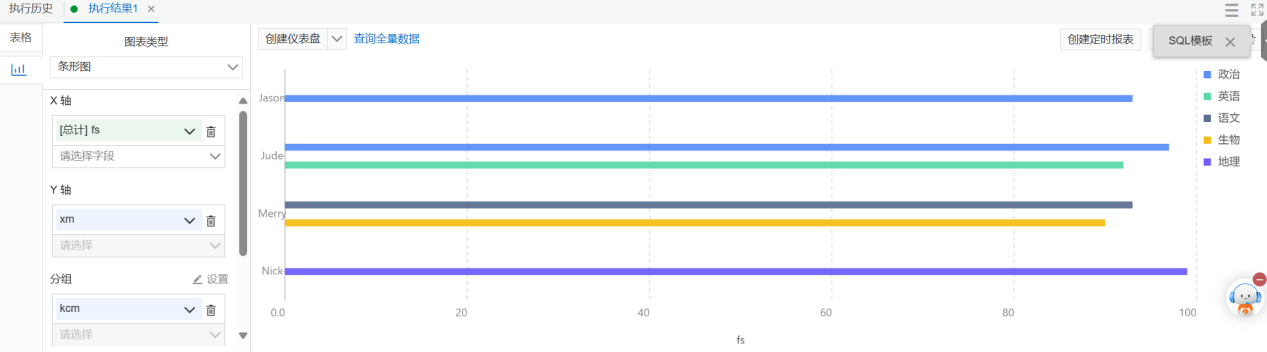 执行历史
执行结果1
表格
图表类型
条形图
X 轴
[总计] fs
请选择字段
Y 轴
xm
请选择
分组
设置
kcm
请选择
创建仪表盘
查询全量数据
创建定时报表
SQL模板
Jason
Jude
Merry
Nick
0.0
20
40
60
80
100
fs
政治
英语
语文
生物
地理